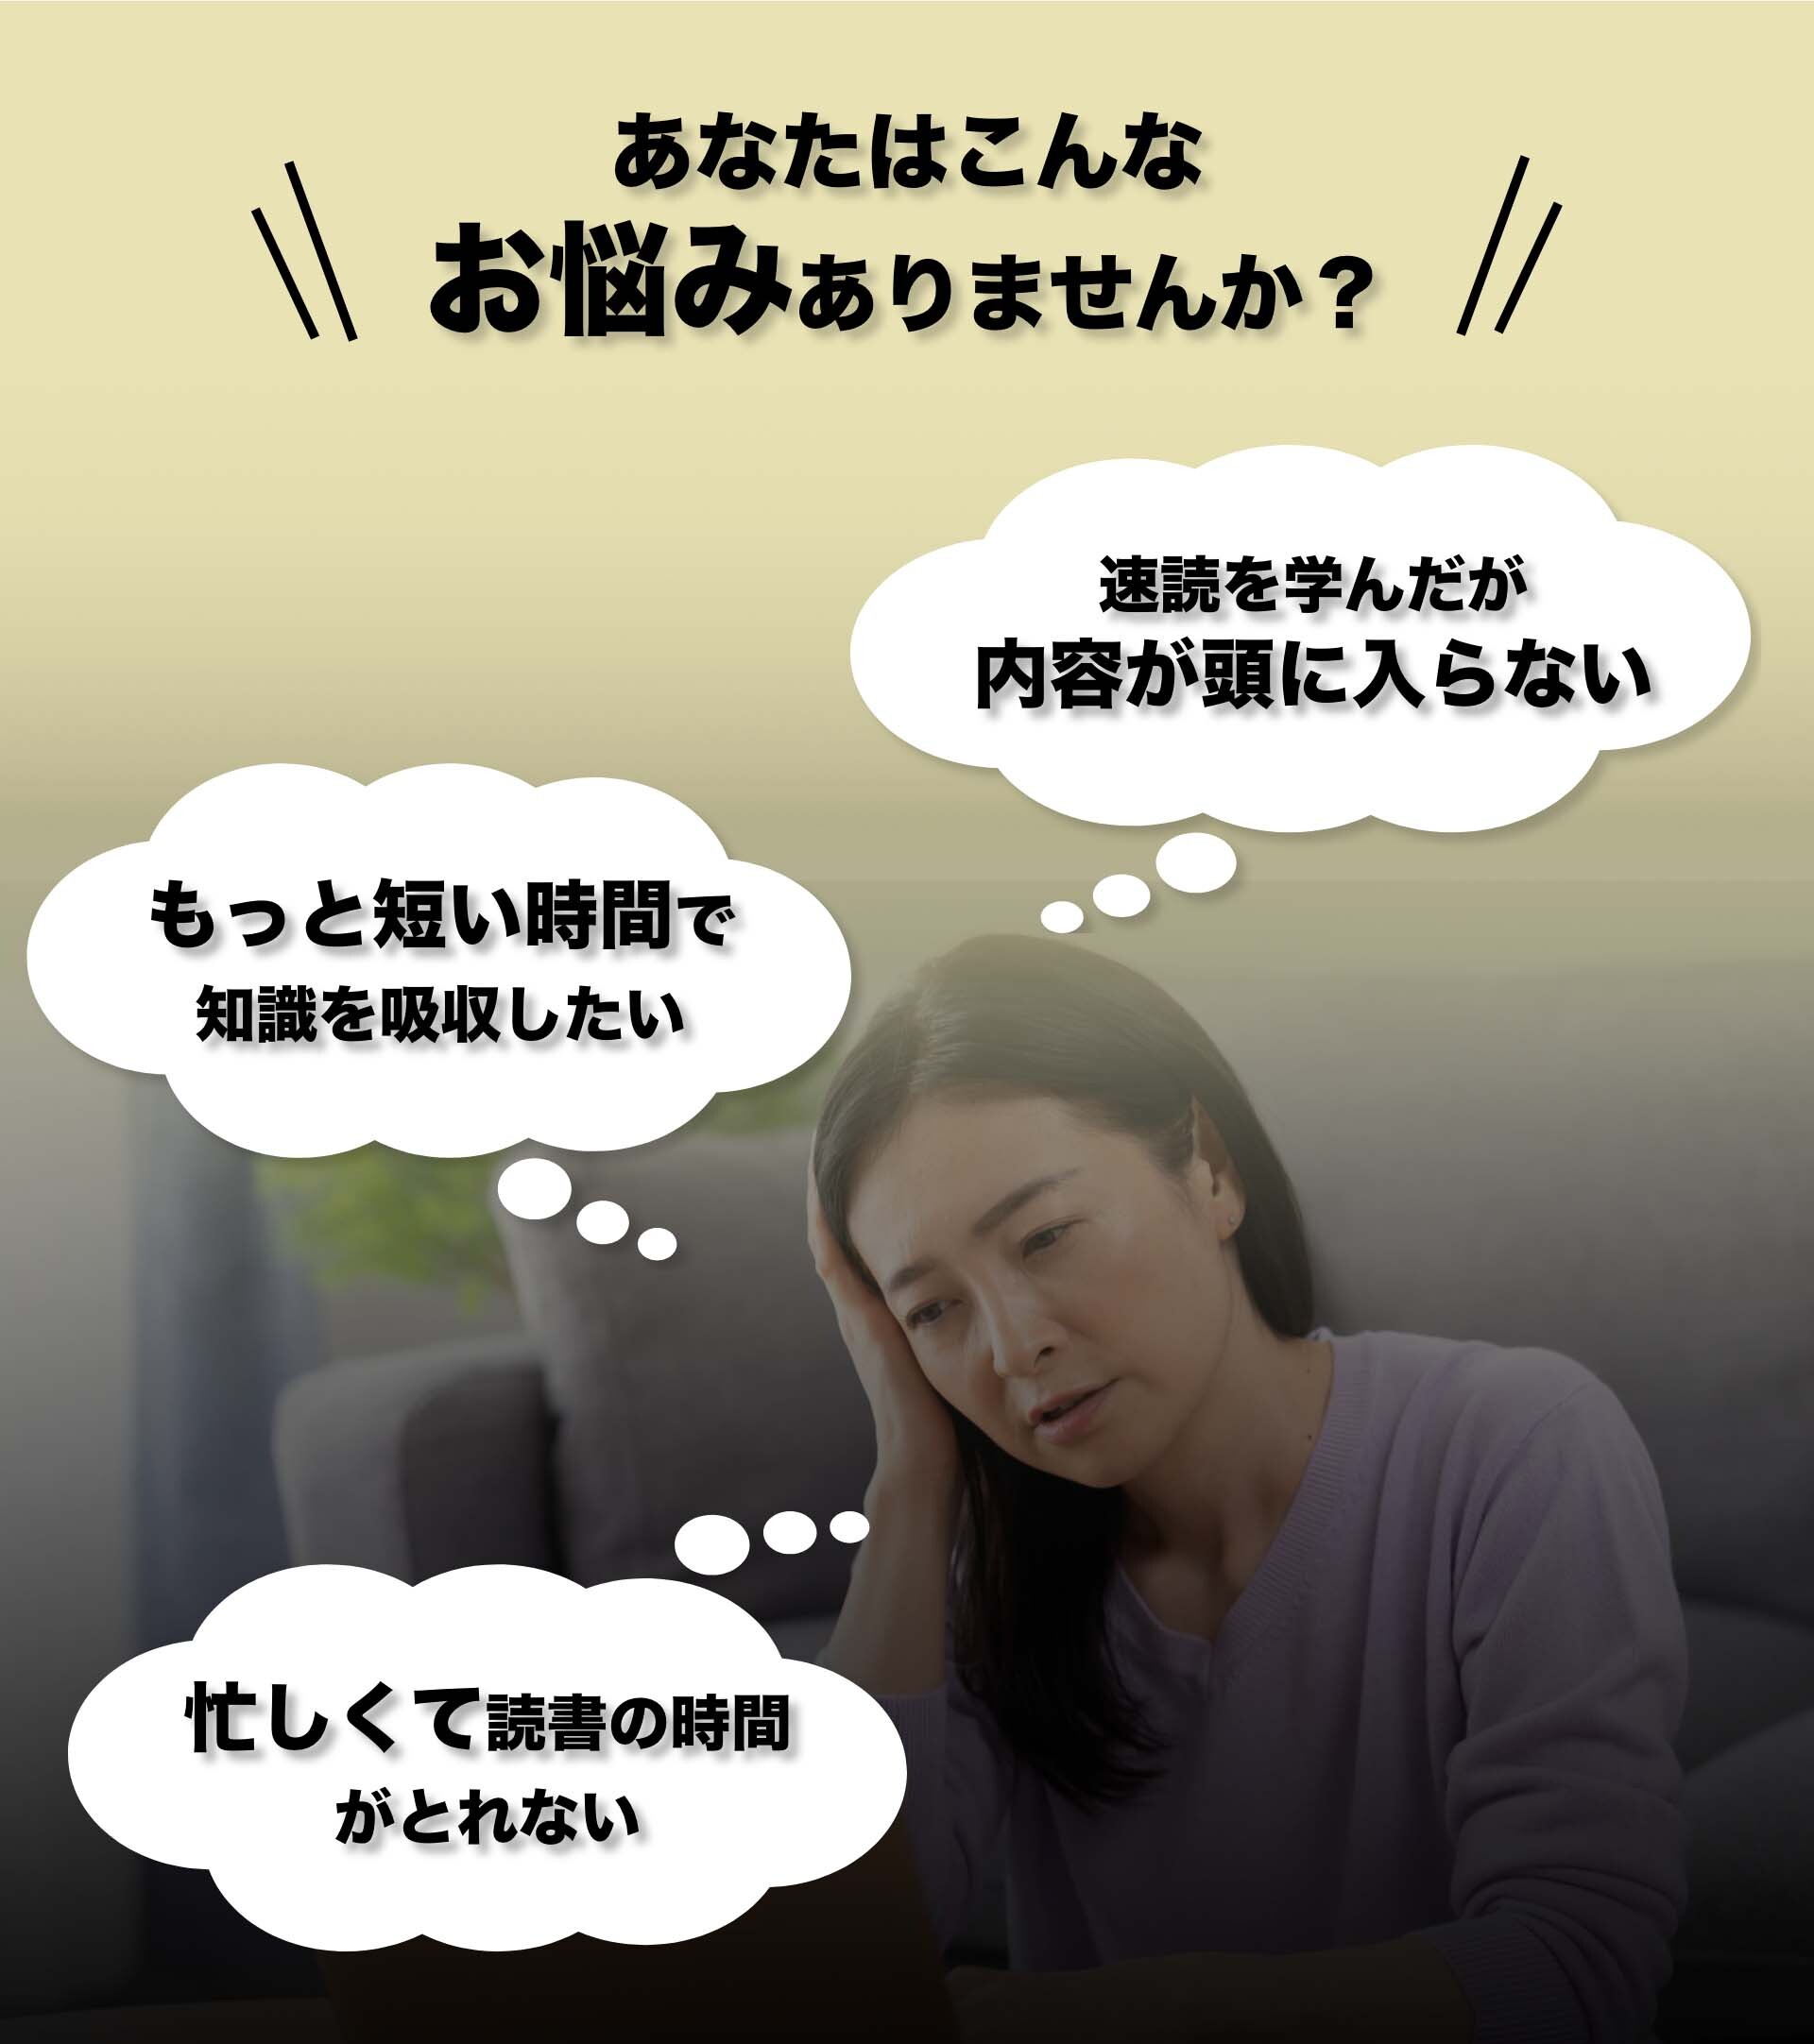 あなたはこんな
お悩みありませんか？
速読を学んだが
内容が頭に入らない
もっと短い時間で
知識を吸収したい
忙しくて読書の時間
がとれない